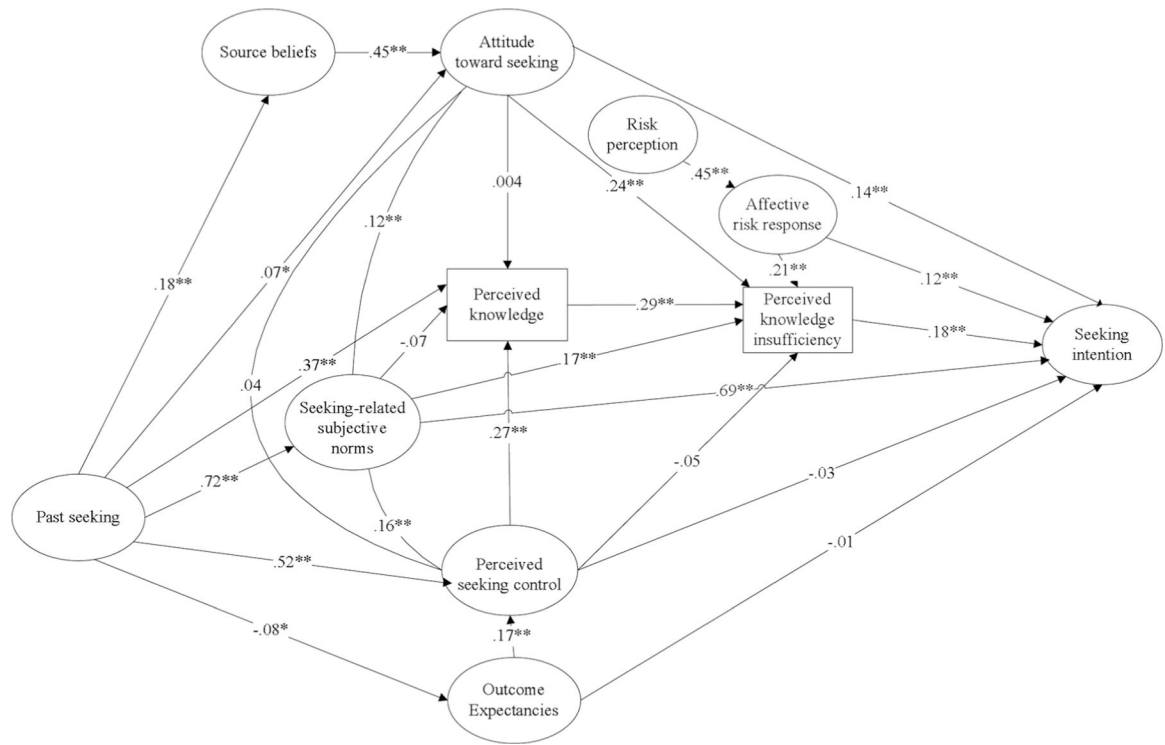 Source beliefs
.45**
Attitude
toward seeking
Risk
perception
.45**
.004
.24**
Affective
risk response
.14**
.12**
.18**
.07*
.21**
.12**
Perceived
knowledge
.29**
Perceived
knowledge
insufficiency
.18**
Seeking
intention
-.07
.37**
.17**
.04
.69**
Seeking-related
subjective
norms
.27**
-.05
-.03
.72**
Past seeking
.16**
.52**
Perceived
seeking control
-.01
-.08*
.17**
Outcome
Expectancies